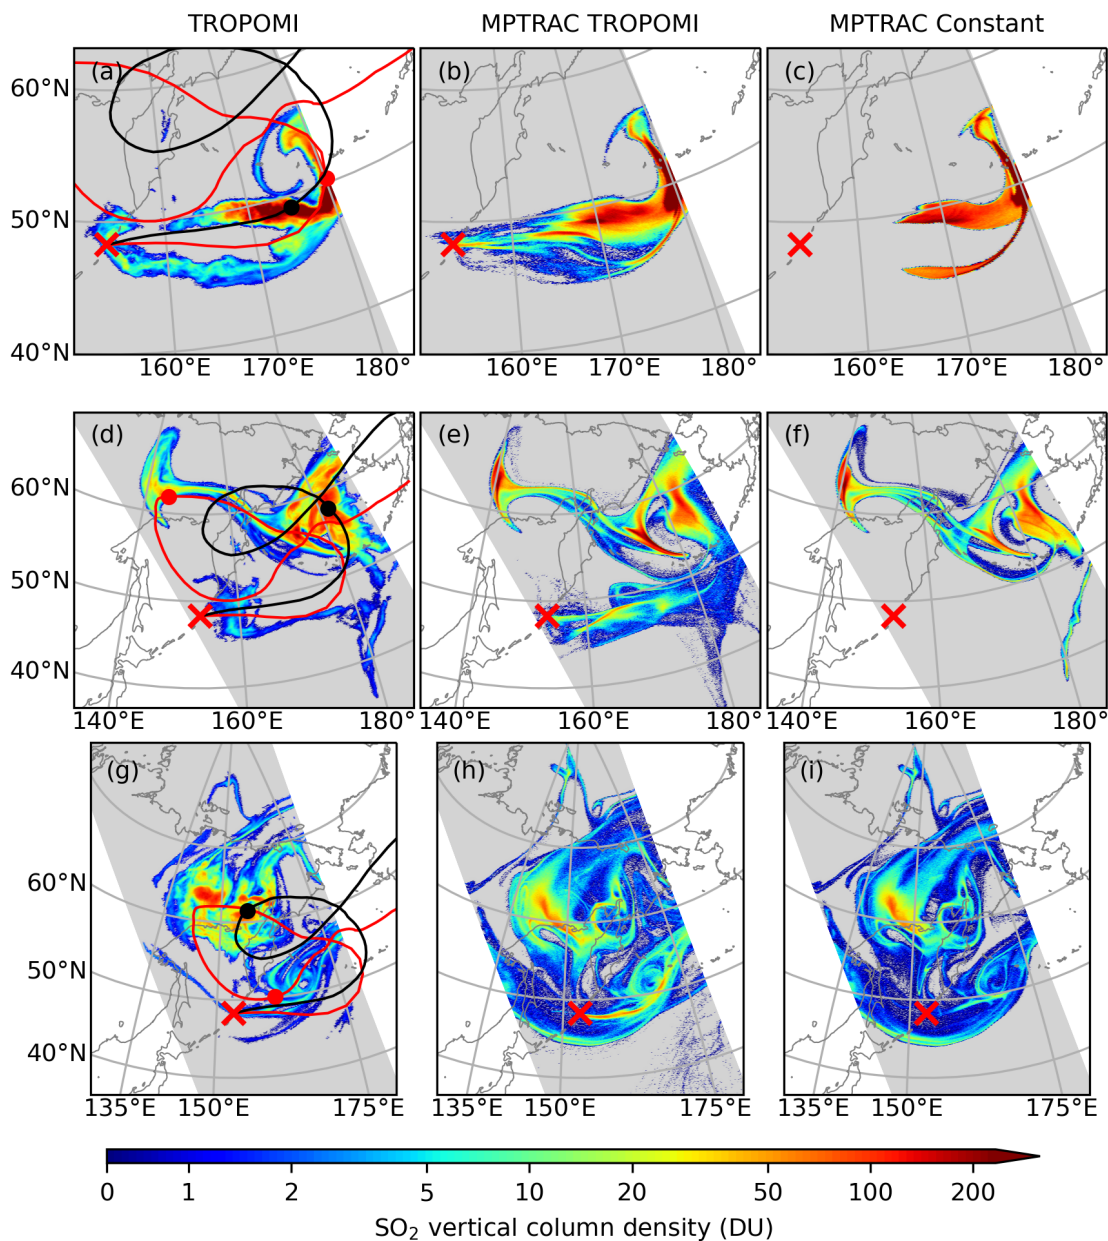 TROPOMI MPTRAC TROPOMI MPTRAC Constant
(a) (b) (c)
60°N
50°N
40°N
160°E 170°E 180° 160°E 170°E 180° 160°E 170°E 180°
(d) (e) (f)
60°N
50°N
40°N
140°E 160°E 180° 140°E 160°E 180° 140°E 160°E 180°
(g) (h) (i)
60°N
50°N
40°N
135°E 150°E 175°E 135°E 150°E 175°E 135°E 150°E 175°E
0 1 2 5 10 20 50 100 200
SO₂ vertical column density (DU)